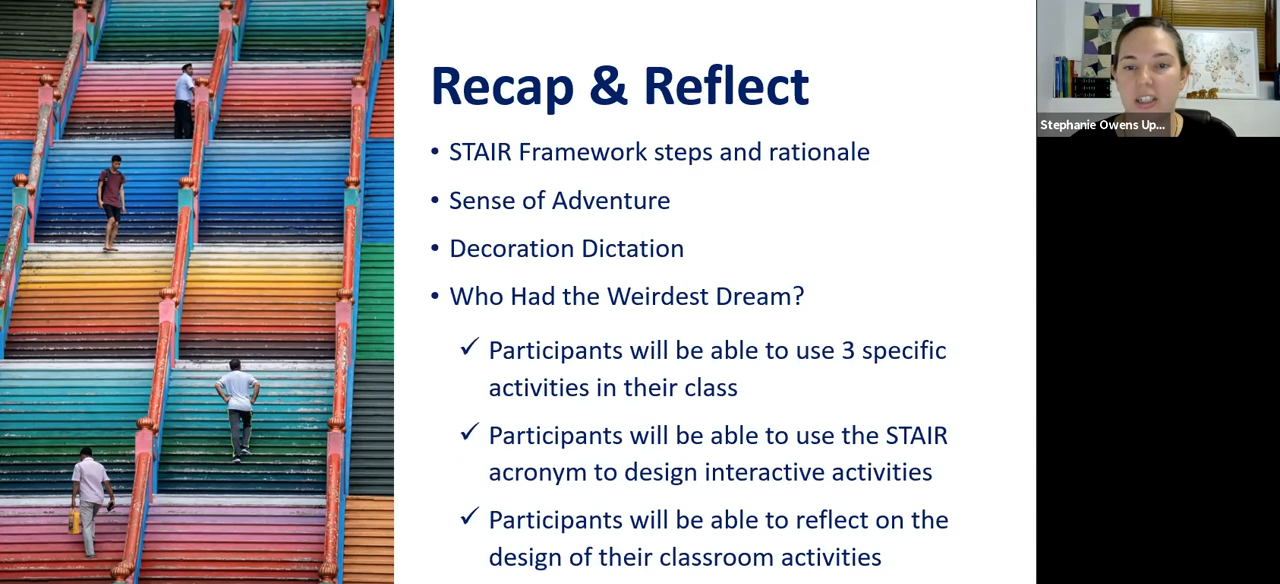 Recap & Reflect
• STAIR Framework steps and rationale
• Sense of Adventure
• Decoration Dictation
• Who Had the Weirdest Dream?
✓ Participants will be able to use 3 specific
activities in their class
✓ Participants will be able to use the STAIR
acronym to design interactive activities
✓ Participants will be able to reflect on the
design of their classroom activities
Stephanie Owens Up...